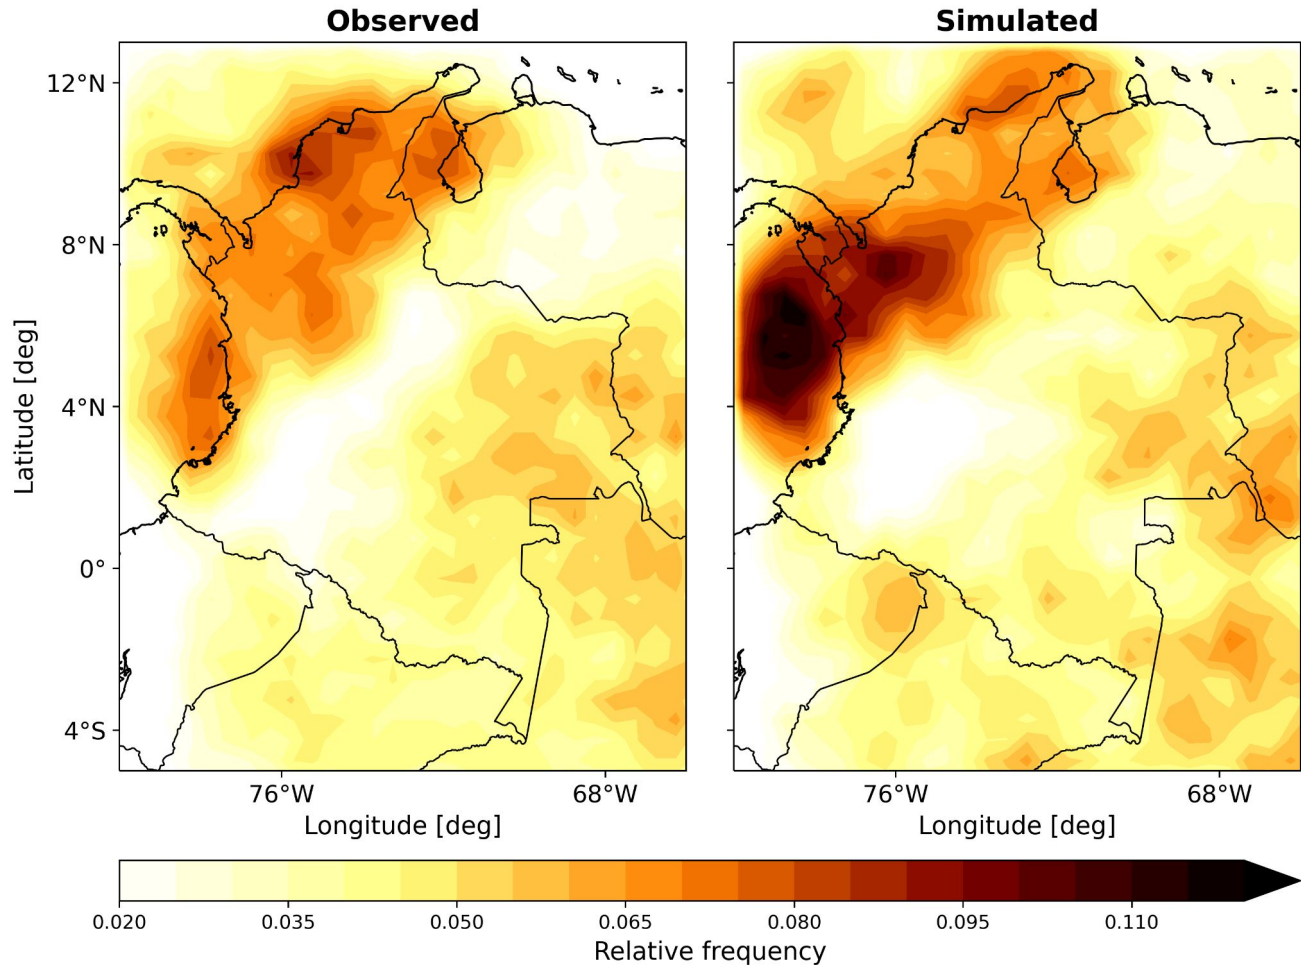 Observed
Simulated
12°N
8°N
4°N
0°
4°S
Latitude [deg]
76°W
68°W
76°W
68°W
Longitude [deg]
Longitude [deg]
0.020
0.035
0.050
0.065
0.080
0.095
0.110
Relative frequency